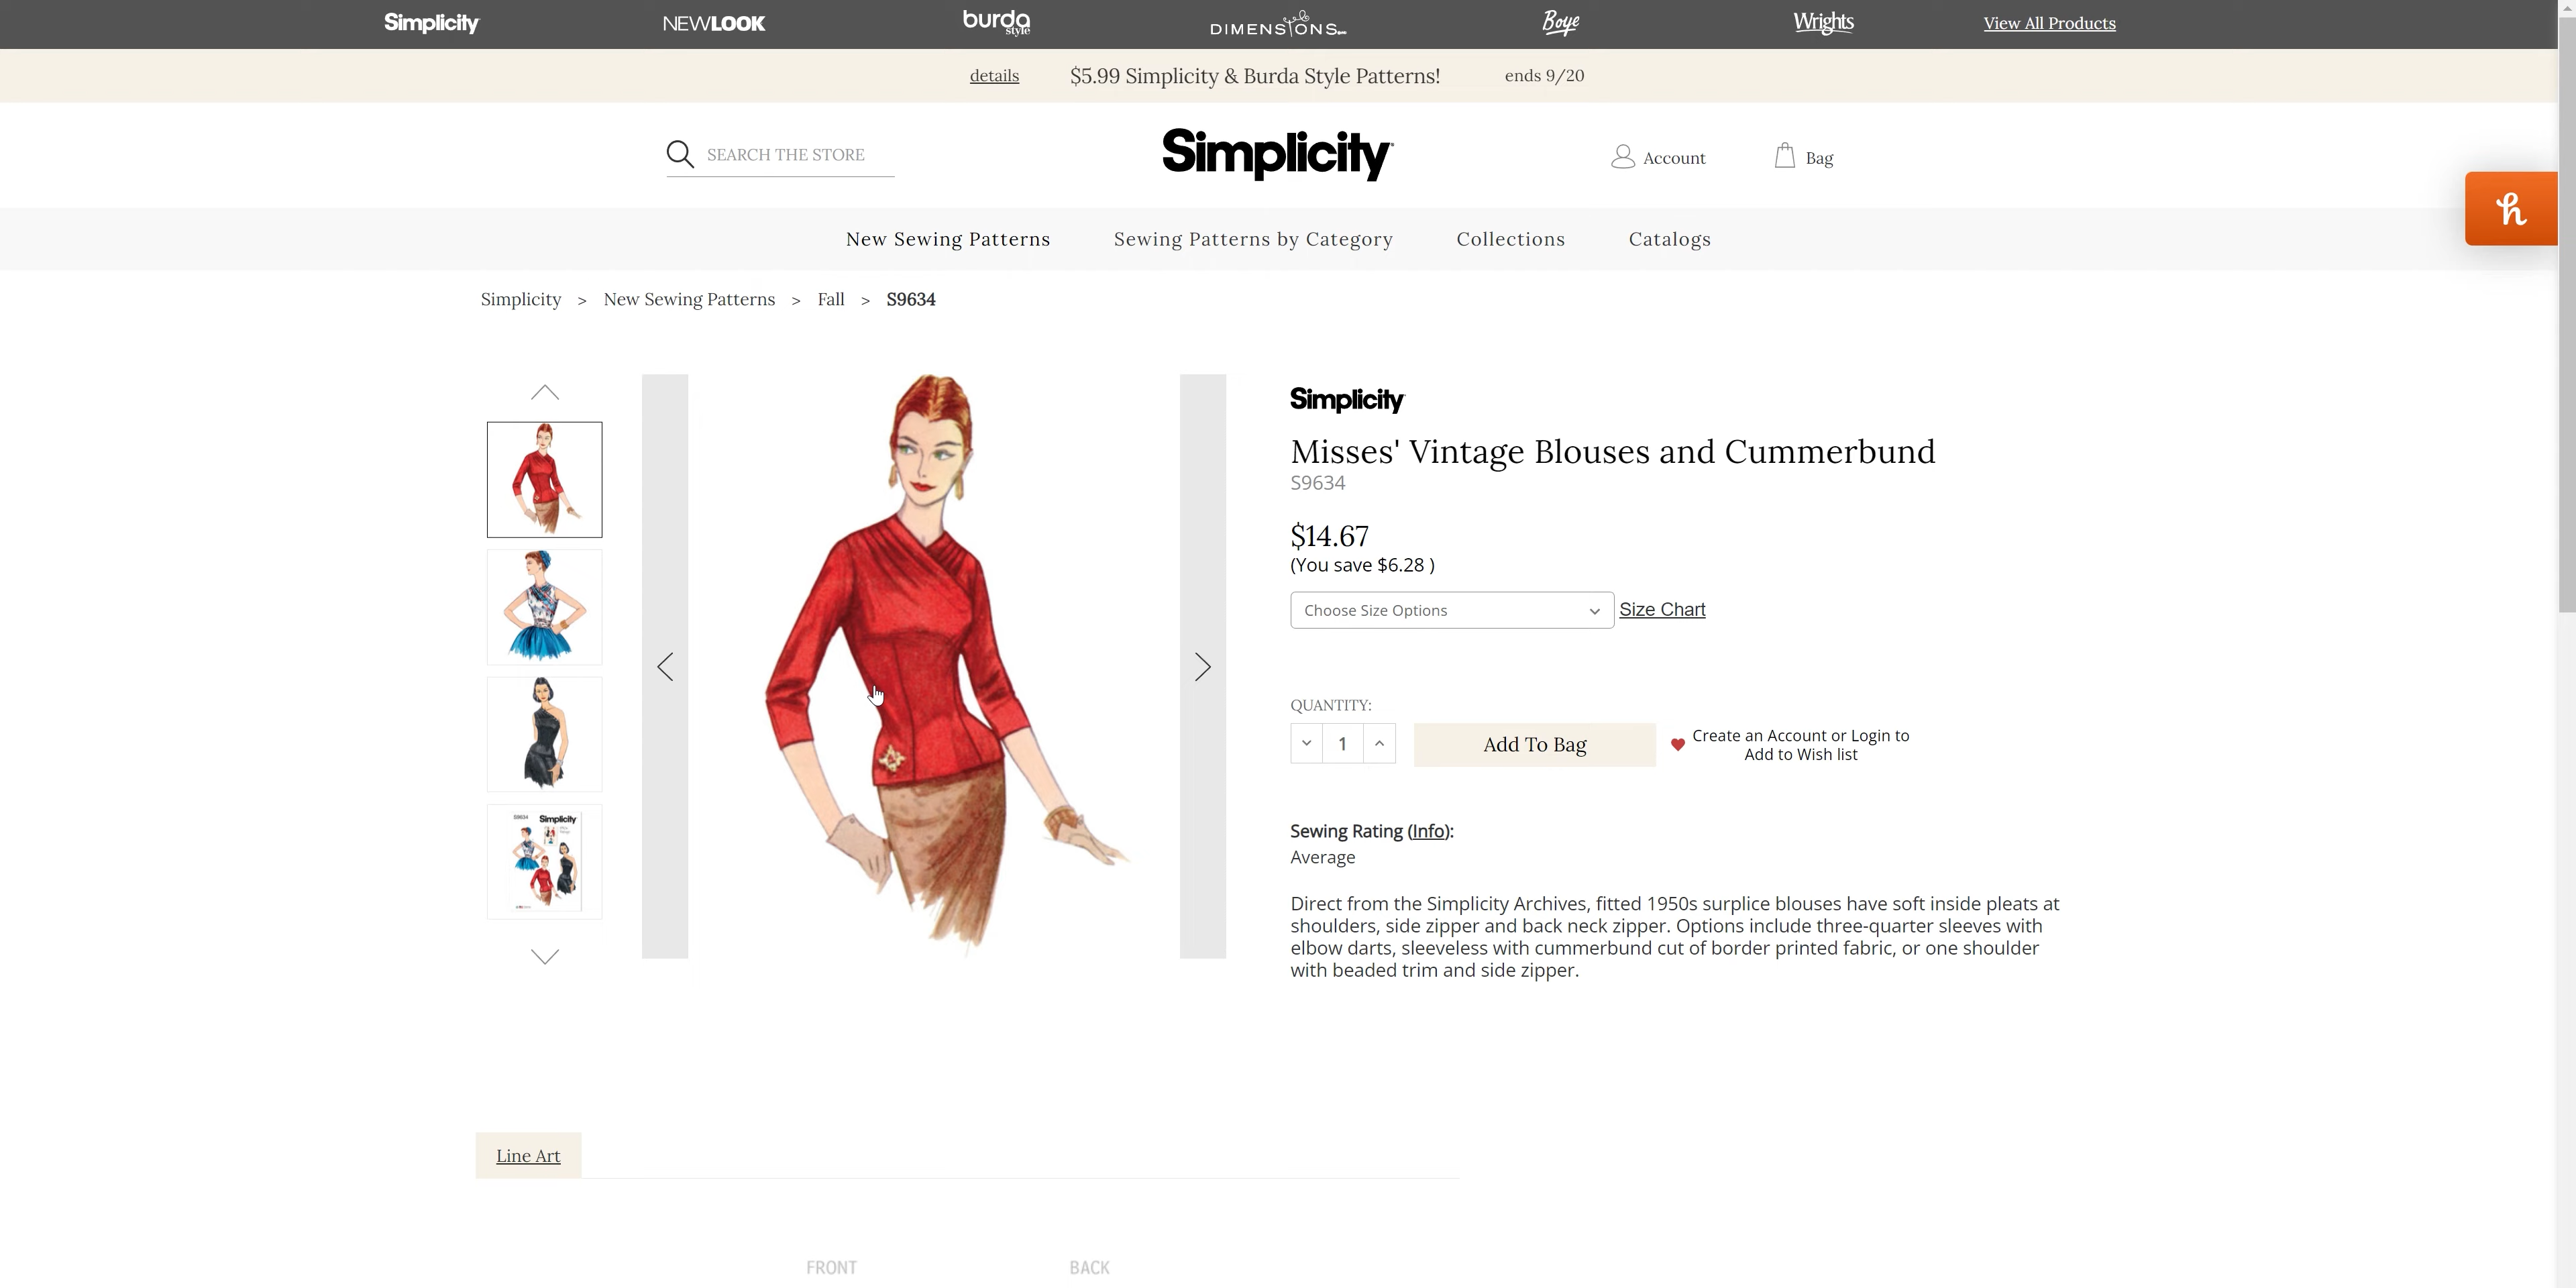 Simplicity
NEWLOOK
burda style
DIMENSIONS
Boye
Wrights
View All Products
details
$5.99 Simplicity & Burda Style Patterns!
ends 9/20
SEARCH THE STORE
Simplicity
Account
Bag
h
New Sewing Patterns
Sewing Patterns by Category
Collections
Catalogs
Simplicity > New Sewing Patterns > Fall > S9634
S9634 Simplicity
Simplicity
Misses' Vintage Blouses and Cummerbund
S9634
$14.67
(You save $6.28 )
Choose Size Options
Size Chart
QUANTITY:
1
Add To Bag
Create an Account or Login to
Add to Wish list
Sewing Rating (Info):
Average
Direct from the Simplicity Archives, fitted 1950s surplice blouses have soft inside pleats at
shoulders, side zipper and back neck zipper. Options include three-quarter sleeves with
elbow darts, sleeveless with cummerbund cut of border printed fabric, or one shoulder
with beaded trim and side zipper.
Line Art
FRONT
BACK